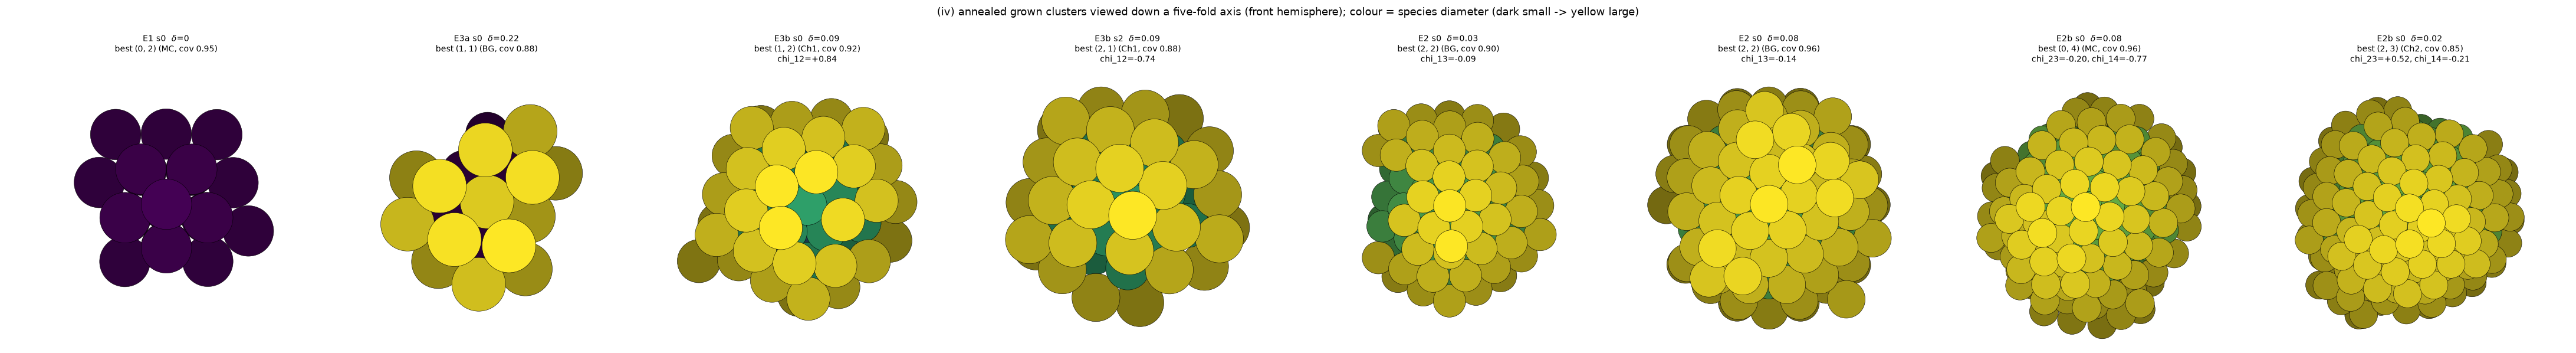 (iv) annealed grown clusters viewed down a five-fold axis (front hemisphere); colour = species diameter (dark small -> yellow large)
E1 s0 δ=0
best (0, 2) (MC, cov 0.95)
E3a s0 δ=0.22
best (1, 1) (BG, cov 0.88)
E3b s0 δ=0.09
best (1, 2) (Ch1, cov 0.92)
chi_12=+0.84
E3b s2 δ=0.09
best (2, 1) (Ch1, cov 0.88)
chi_12=-0.74
E2 s0 δ=0.03
best (2, 2) (BG, cov 0.90)
chi_13=-0.09
E2 s0 δ=0.08
best (2, 2) (BG, cov 0.96)
chi_13=-0.14
E2b s0 δ=0.08
best (0, 4) (MC, cov 0.96)
chi_23=-0.20, chi_14=-0.77
E2b s0 δ=0.02
best (2, 3) (Ch2, cov 0.85)
chi_23=+0.52, chi_14=-0.21